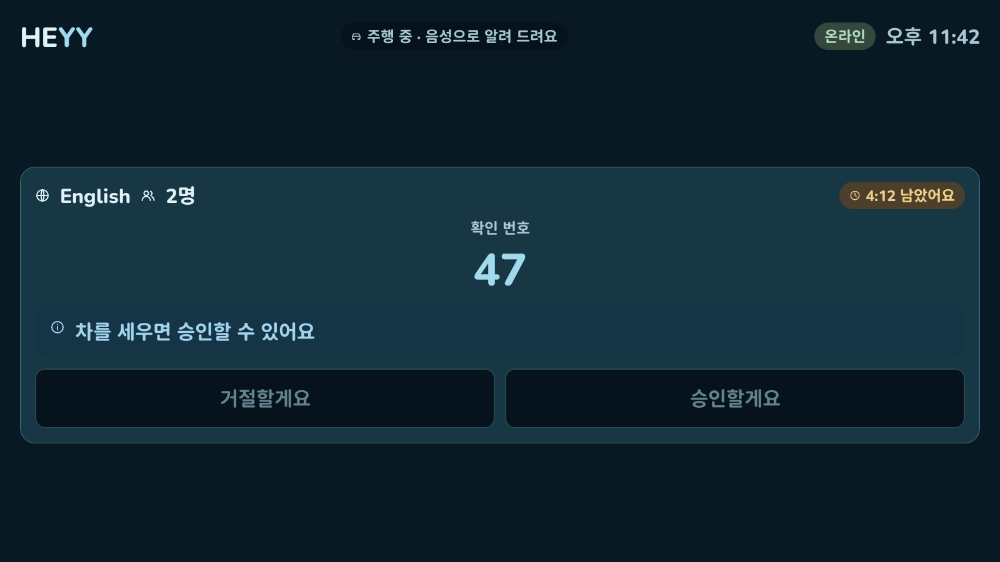 HEYY
주행 중 · 음성으로 알려 드려요
온라인
오후 11:42
English 2명
4:12 남았어요
확인 번호
47
차를 세우면 승인할 수 있어요
거절할게요
승인할게요